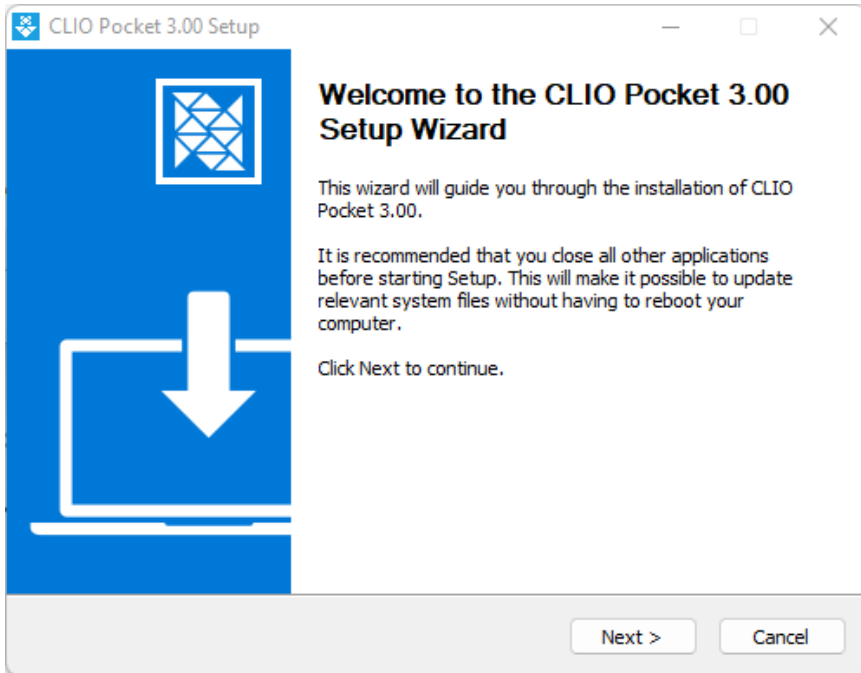 CLIO Pocket 3.00 Setup
Welcome to the CLIO Pocket 3.00
Setup Wizard
This wizard will guide you through the installation of CLIO
Pocket 3.00.
It is recommended that you close all other applications
before starting Setup. This will make it possible to update
relevant system files without having to reboot your
computer.
Click Next to continue.
Next >
Cancel